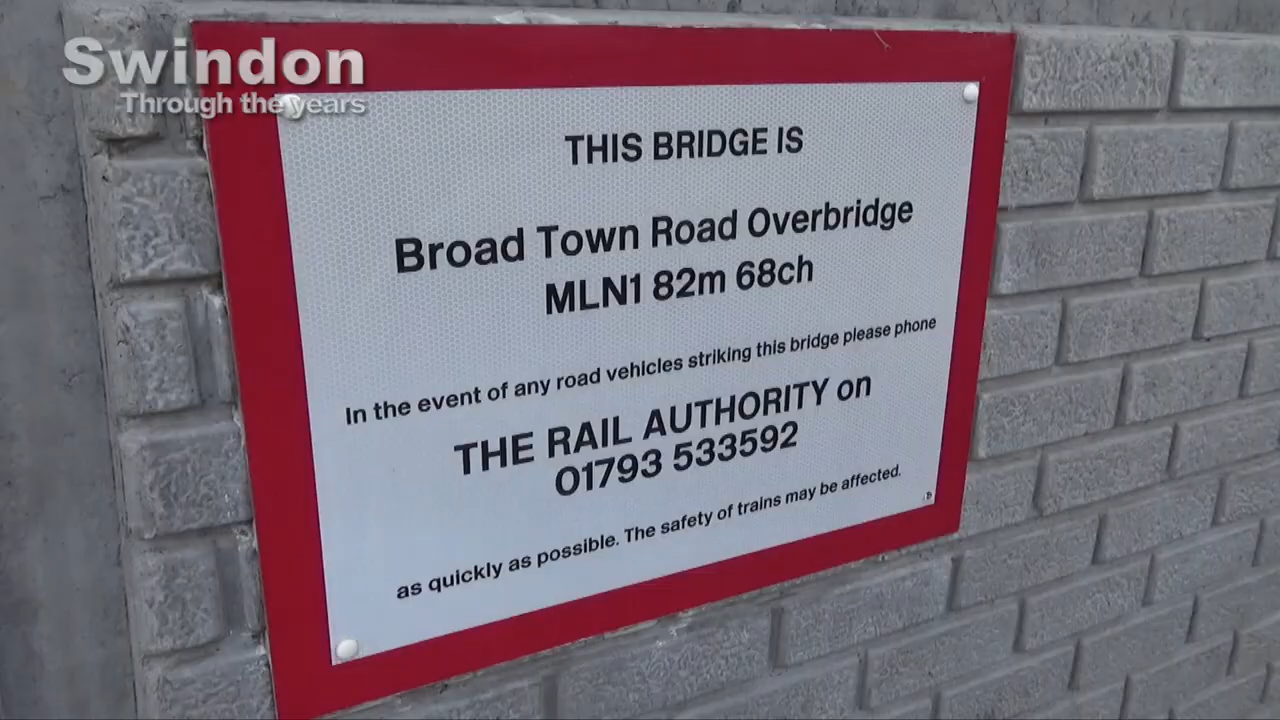 Swindon
Through the years
THIS BRIDGE IS
Broad Town Road Overbridge
MLN1 82m 68ch
In the event of any road vehicles striking this bridge please phone
THE RAIL AUTHORITY on
01793 533592
as quickly as possible. The safety of trains may be affected.